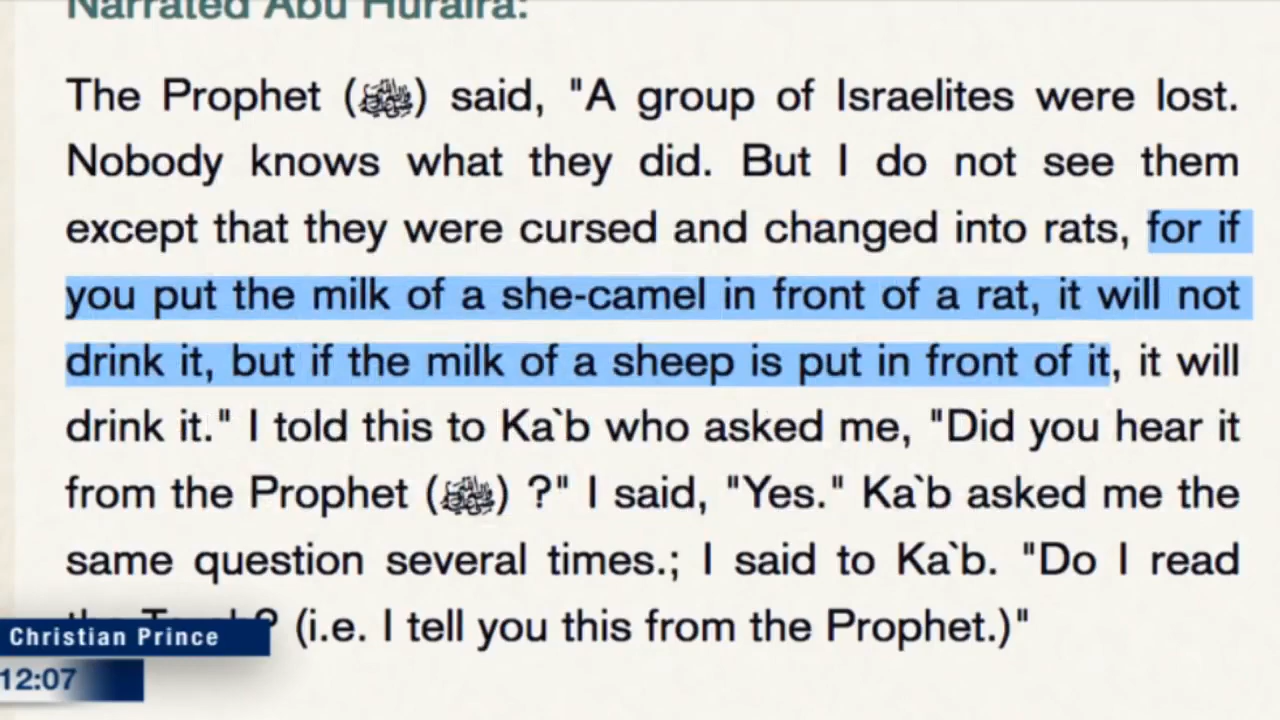 Narrated Abu Huraira:
The Prophet (ﷺ) said, "A group of Israelites were lost.
Nobody knows what they did. But I do not see them
except that they were cursed and changed into rats, for if
you put the milk of a she-camel in front of a rat, it will not
drink it, but if the milk of a sheep is put in front of it, it will
drink it." I told this to Ka`b who asked me, "Did you hear it
from the Prophet (ﷺ) ?" I said, "Yes." Ka`b asked me the
same question several times.; I said to Ka`b. "Do I read
(i.e. I tell you this from the Prophet.)"
Christian Prince
12:07